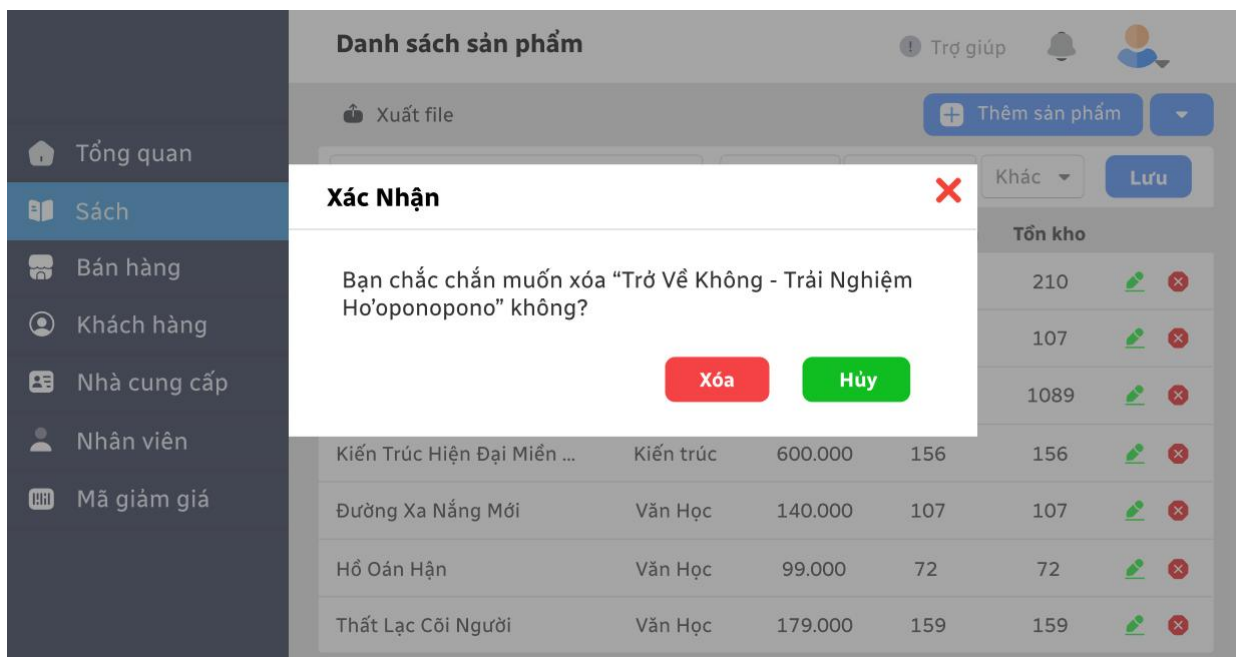 Danh sách sản phẩm
Trợ giúp
Xuất file
Thêm sản phẩm
Tổng quan
Sách
Bán hàng
Khách hàng
Nhà cung cấp
Nhân viên
Mã giảm giá
Khác
Lưu
Xác Nhận
Bạn chắc chắn muốn xóa “Trở Về Không - Trải Nghiệm
Ho’oponopono” không?
Xóa
Hủy
Tồn kho
210
107
1089
Kiến Trúc Hiện Đại Miền ... Kiến trúc 600.000 156 156
Đường Xa Nắng Mới Văn Học 140.000 107 107
Hồ Oán Hận Văn Học 99.000 72 72
Thất Lạc Cõi Người Văn Học 179.000 159 159